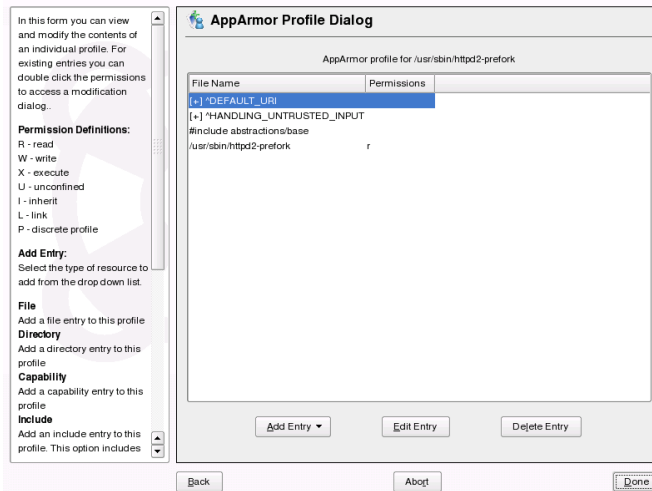 In this form you can view
and modify the contents of
an individual profile. For
existing entries you can
double click the permissions
to access a modification
dialog..
Permission Definitions:
R - read
W - write
X - execute
U - unconfined
I - inherit
L - link
P - discrete profile
Add Entry:
Select the type of resource to
add from the drop down list.
File
Add a file entry to this profile
Directory
Add a directory entry to this
profile
Capability
Add a capability entry to this
profile
Include
Add an include entry to this
profile. This option includes
AppArmor Profile Dialog
AppArmor profile for /usr/sbin/httpd2-prefork
File Name Permissions
[+] ^DEFAULT_URI
[+] ^HANDLING_UNTRUSTED_INPUT
#include abstractions/base
/usr/sbin/httpd2-prefork r
Add Entry Edit Entry Delete Entry
Back Abort Done